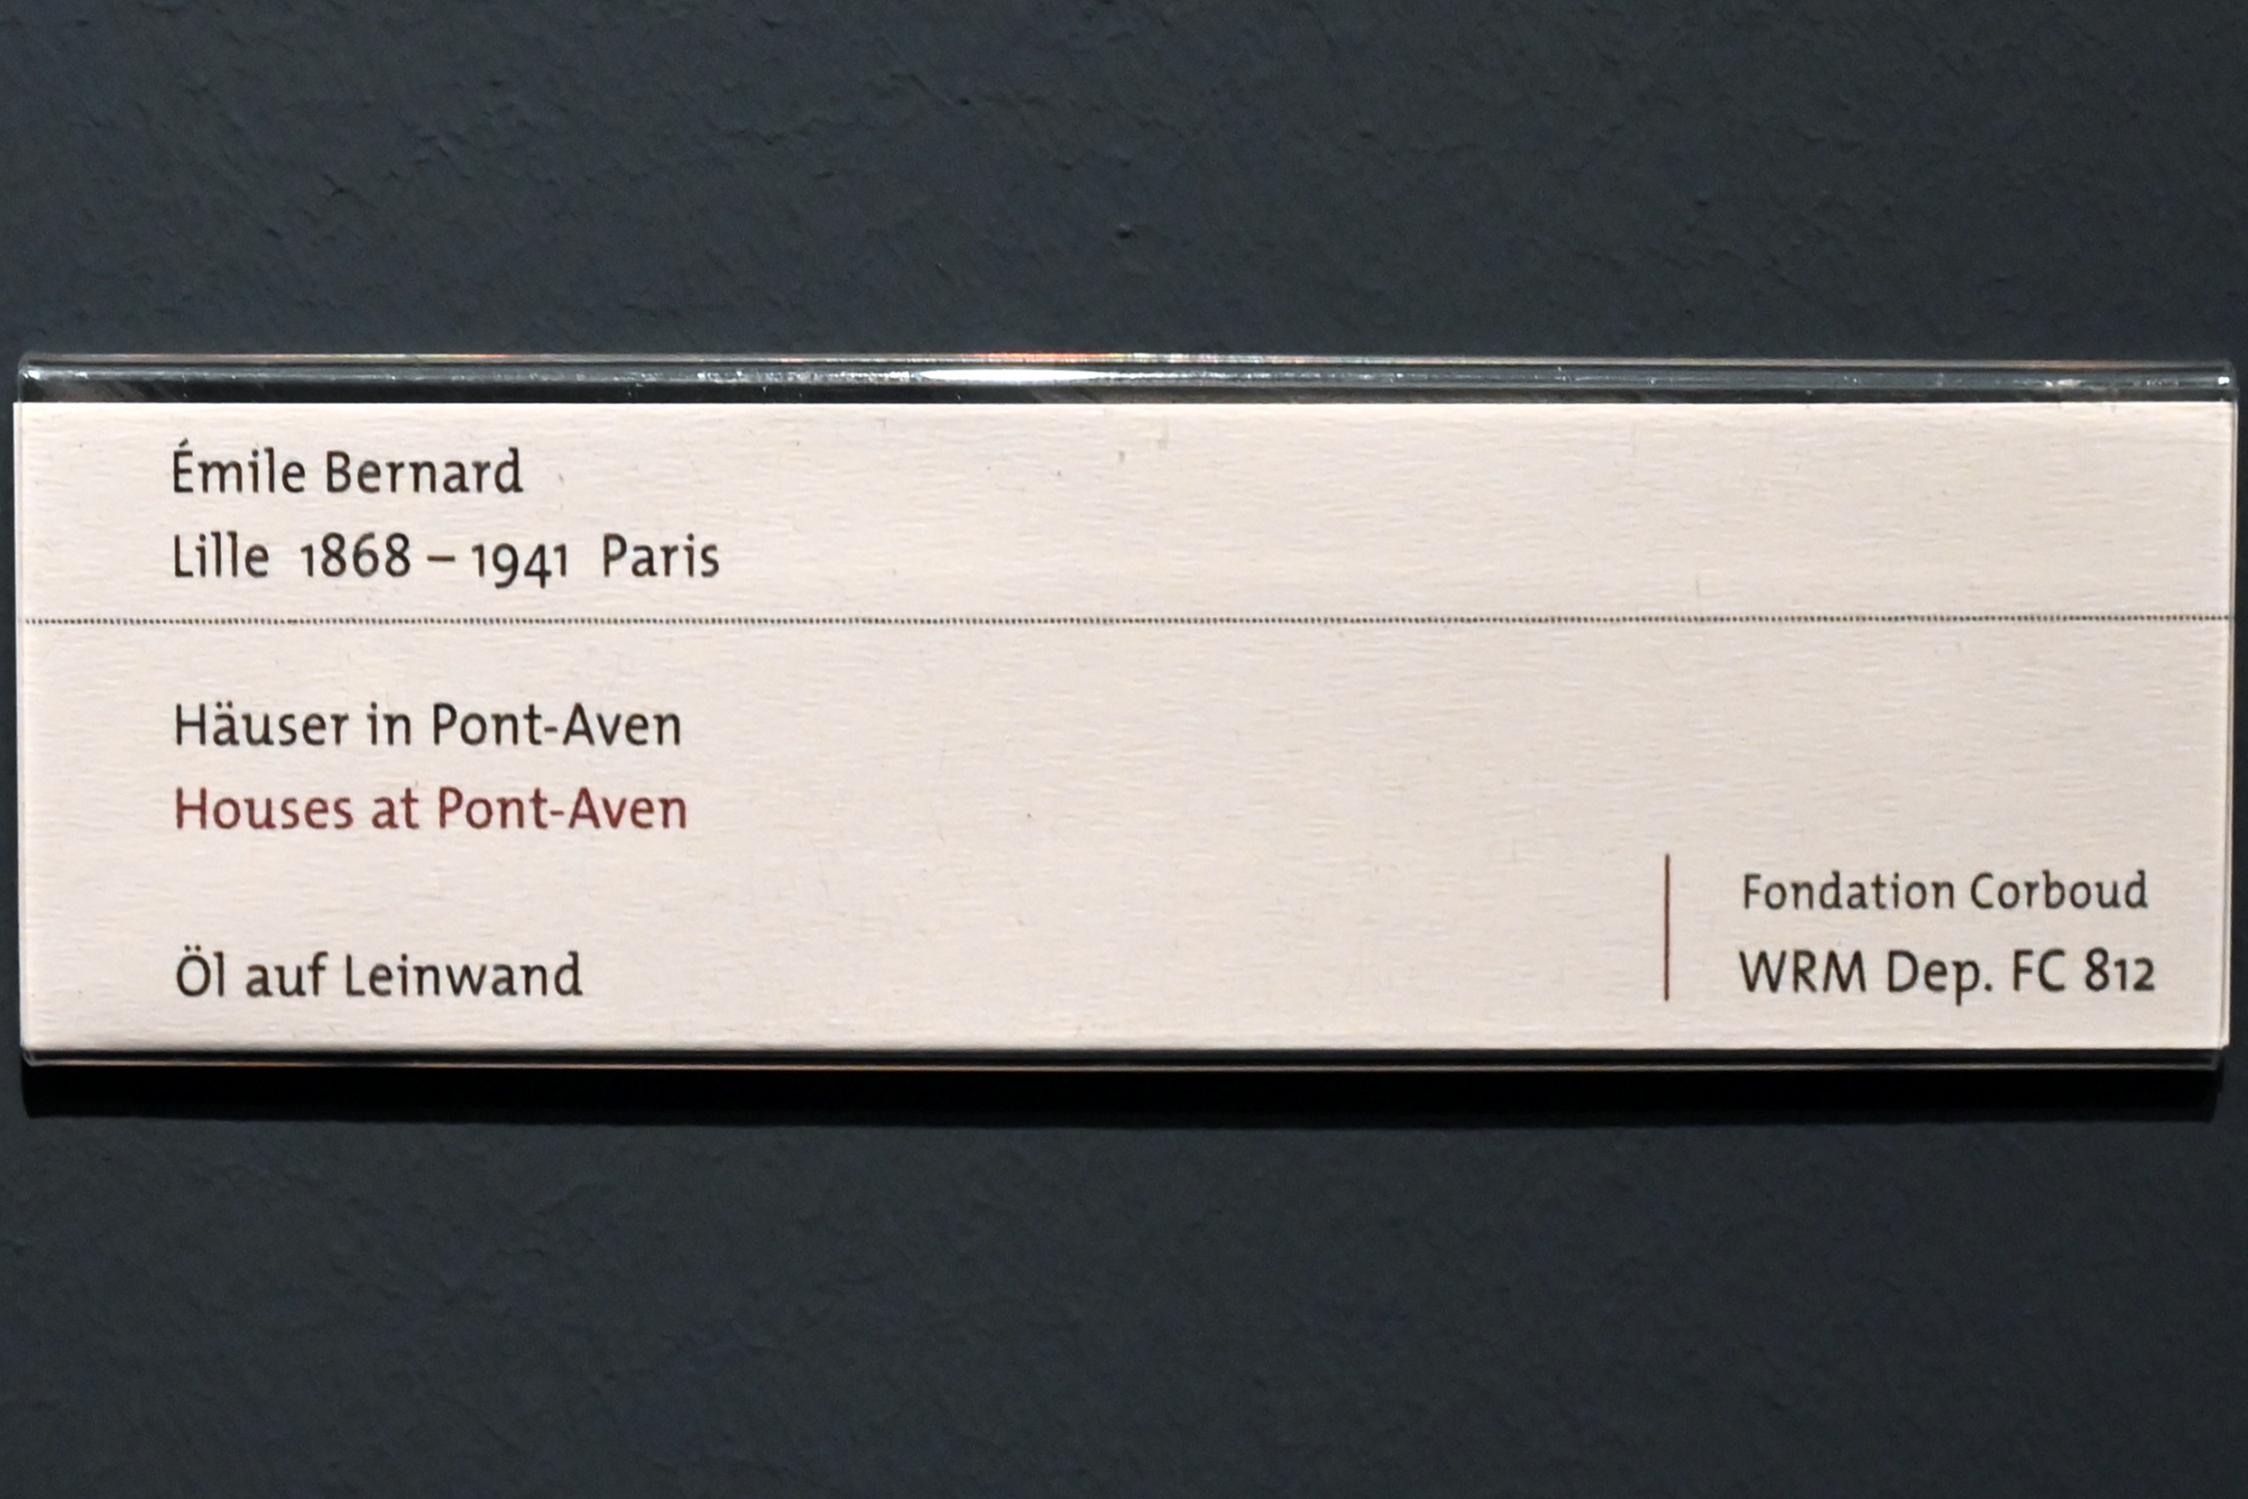 Émile Bernard
Lille 1868 – 1941 Paris
Häuser in Pont-Aven
Houses at Pont-Aven
Öl auf Leinwand
Fondation Corboud
WRM Dep. FC 812